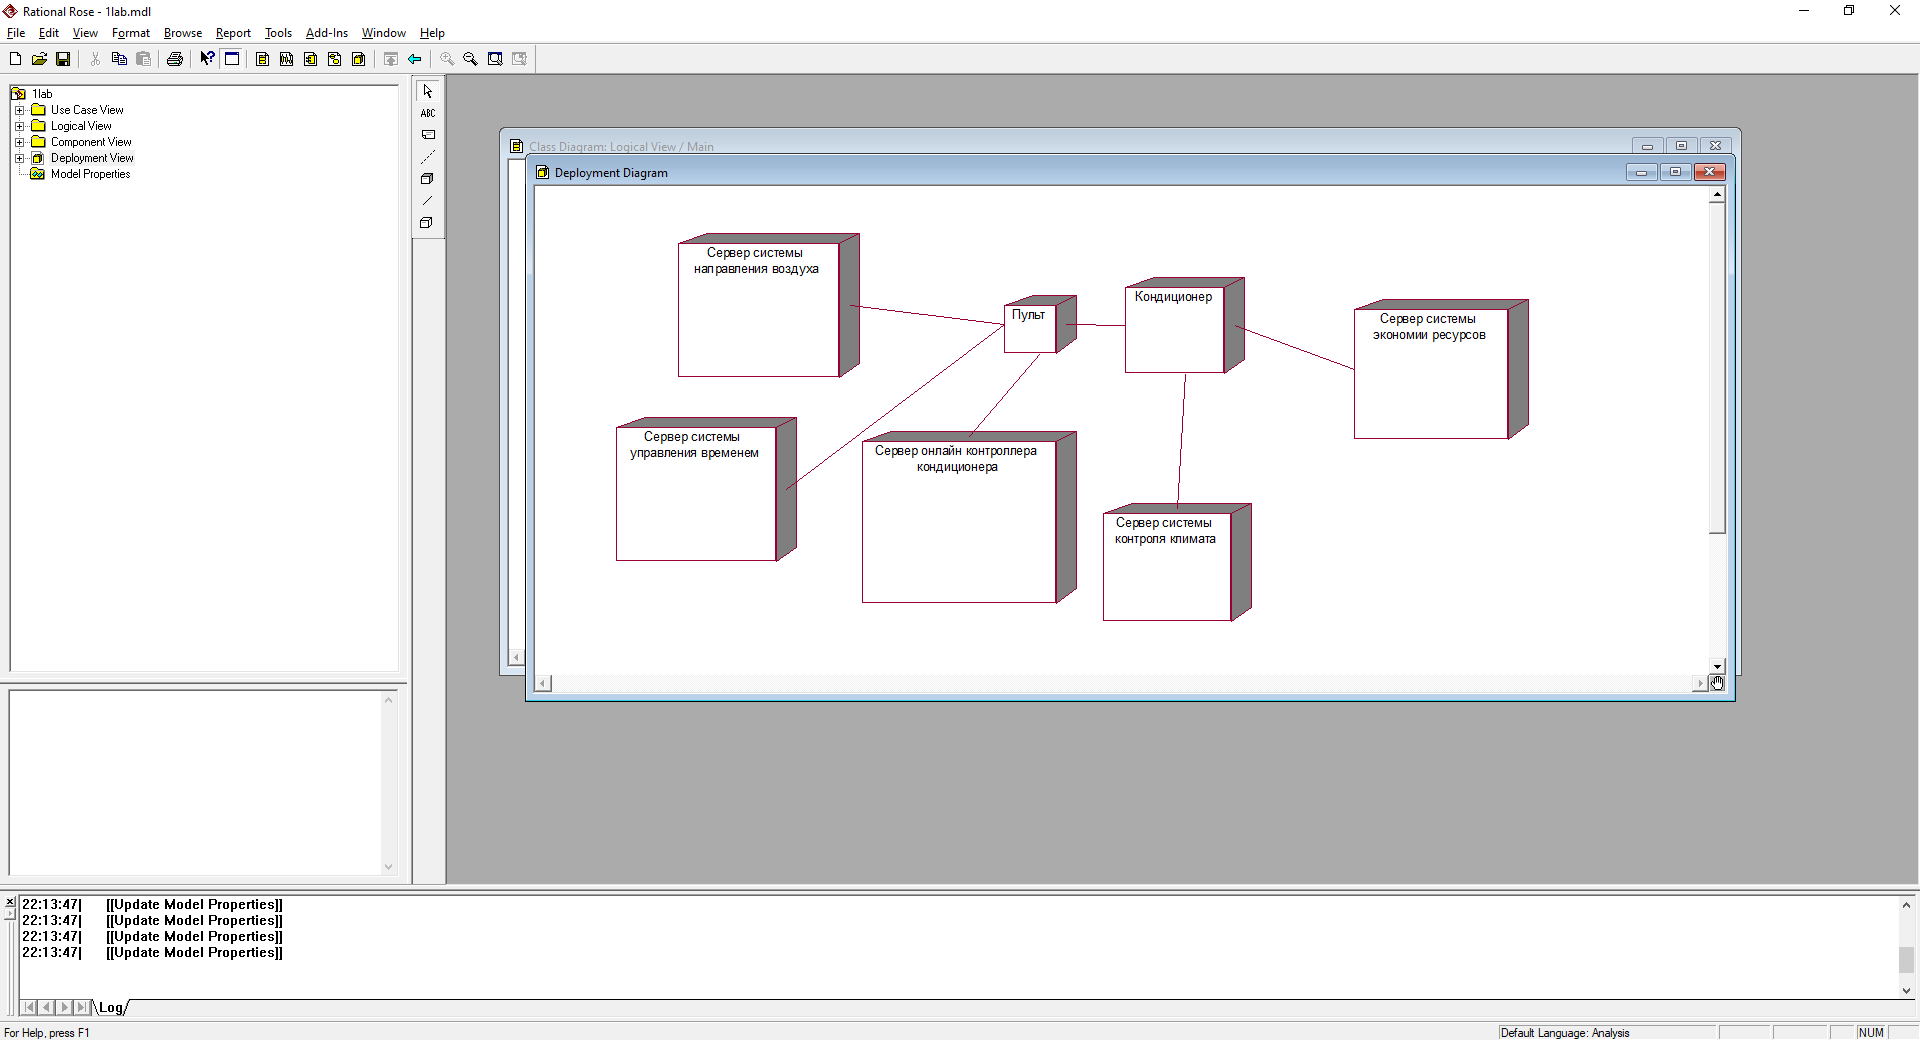 Rational Rose - 1lab.mdl
File Edit View Format Browse Report Tools Add-Ins Window Help
1lab
Use Case View
Logical View
Component View
Deployment View
Model Properties
ABC
Class Diagram: Logical View / Main
Deployment Diagram
Сервер системы
направления воздуха
Пульт
Кондиционер
Сервер системы
экономии ресурсов
Сервер системы
управления временем
Сервер онлайн контроллера
кондиционера
Сервер системы
контроля климата
22:13:47| [[Update Model Properties]]
22:13:47| [[Update Model Properties]]
22:13:47| [[Update Model Properties]]
22:13:47| [[Update Model Properties]]
Log
For Help, press F1
Default Language: Analysis
NUM